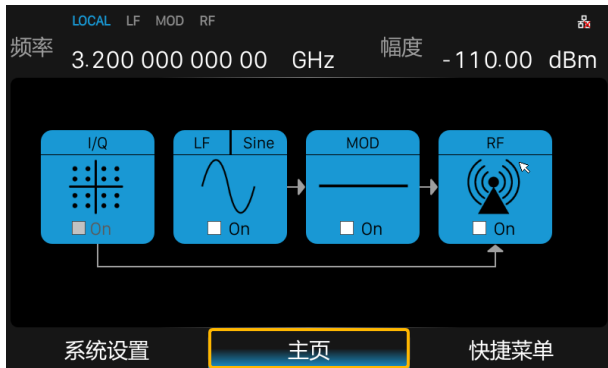 LOCAL LF MOD RF
频率 3.200 000 000 00 GHz 幅度 -110.00 dBm
I/Q LF Sine MOD RF
On On On On
系统设置 主页 快捷菜单